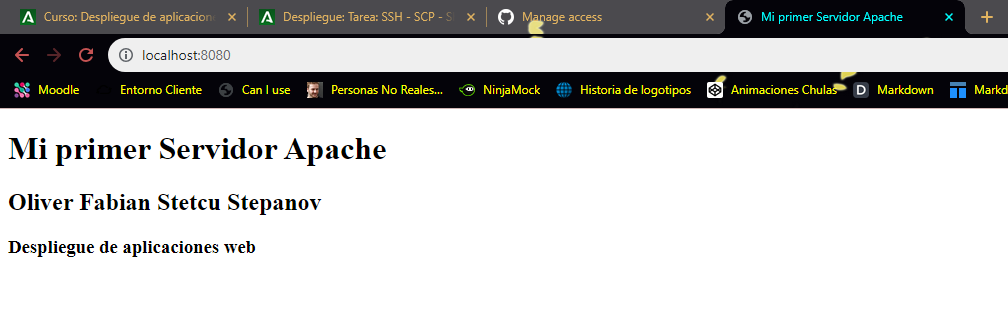 Curso: Despliegue de aplicacion
Despliegue: Tarea: SSH - SCP - S
Manage access
Mi primer Servidor Apache
localhost:8080
Moodle
Entorno Cliente
Can I use
Personas No Reales...
NinjaMock
Historia de logotipos
Animaciones Chulas
Markdown
Markd
Mi primer Servidor Apache
Oliver Fabian Stetcu Stepanov
Despliegue de aplicaciones web